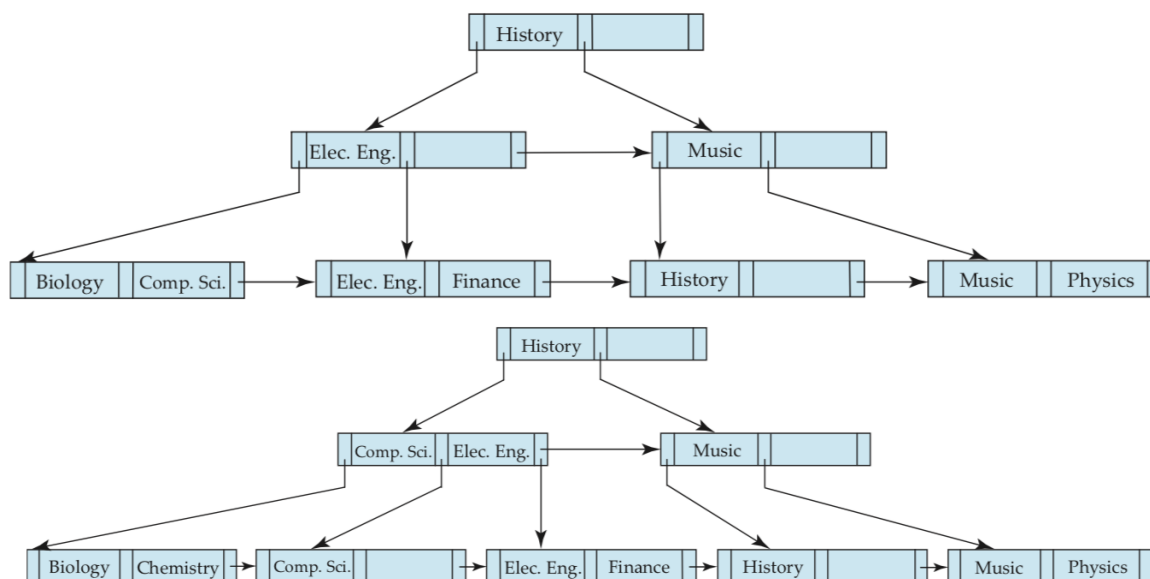 History
Elec. Eng. Music
Biology Comp. Sci. Elec. Eng. Finance History Music Physics
History
Comp. Sci. Elec. Eng. Music
Biology Chemistry Comp. Sci. Elec. Eng. Finance History Music Physics